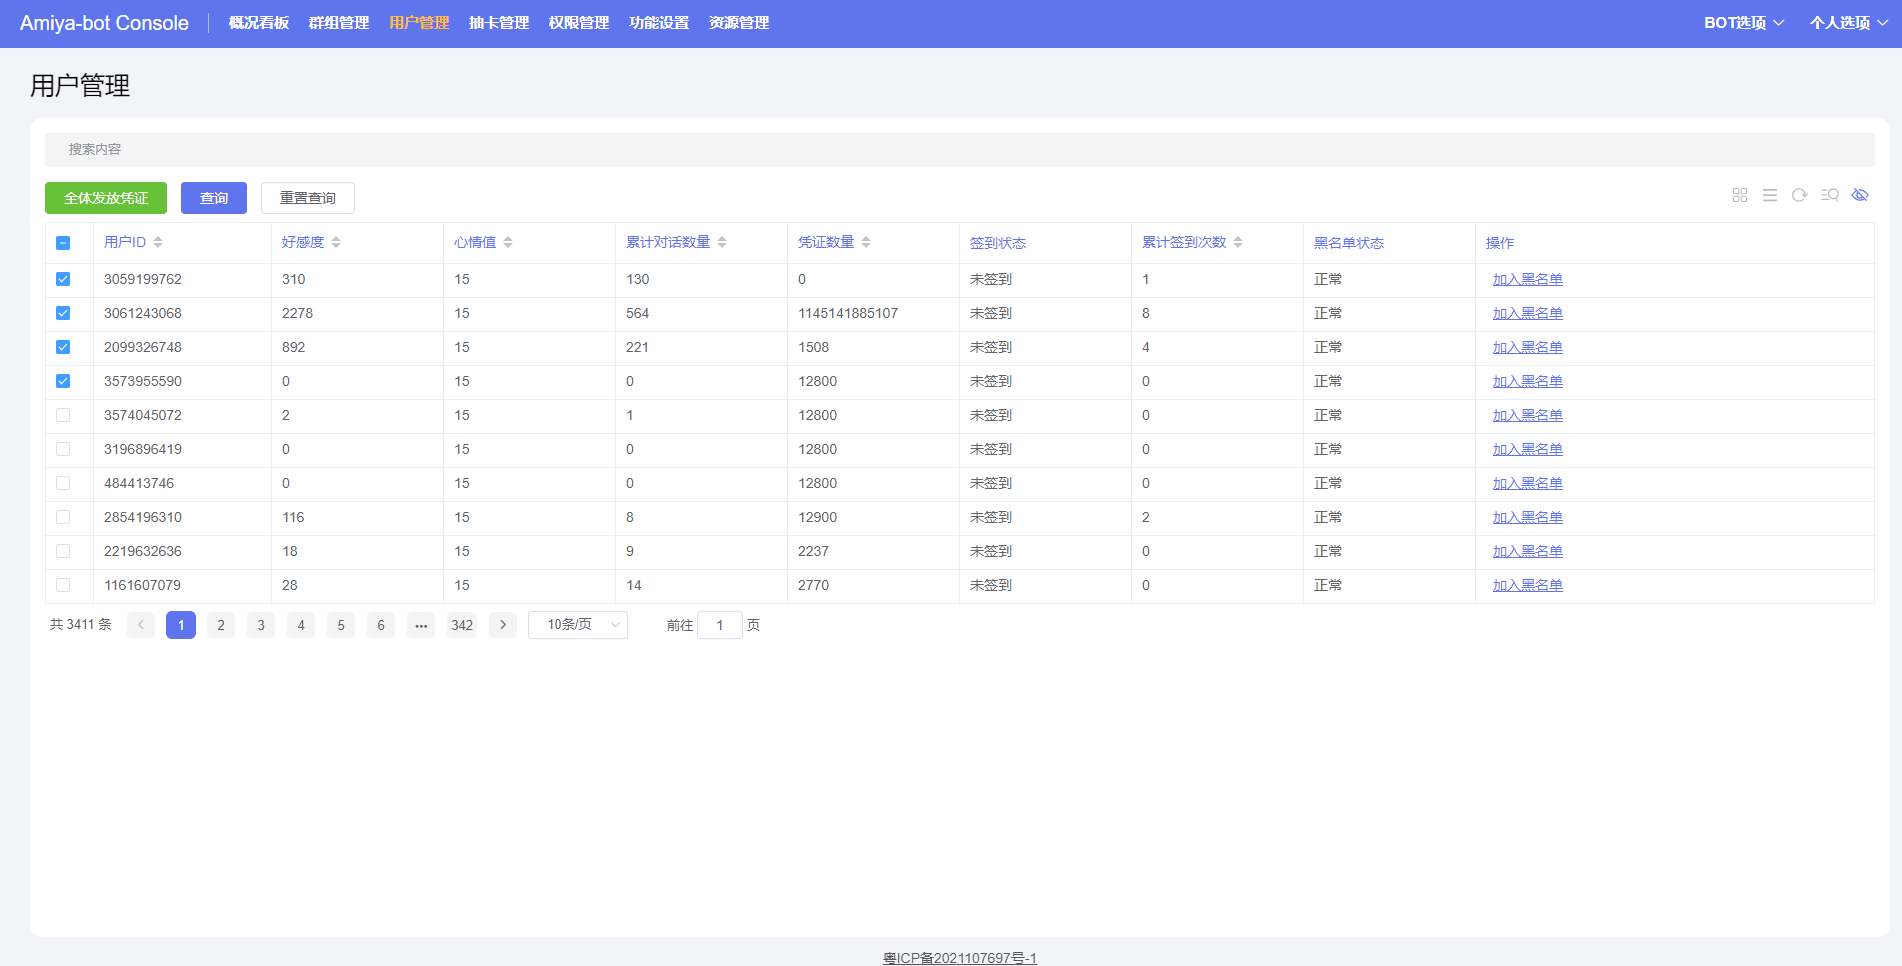 Amiya-bot Console 概况看板 群组管理 用户管理 抽卡管理 权限管理 功能设置 资源管理 BOT选项 个人选项
用户管理
搜索内容
全体发放凭证 查询 重置查询
用户ID 好感度 心情值 累计对话数量 凭证数量 签到状态 累计签到次数 黑名单状态 操作
3059199762 310 15 130 0 未签到 1 正常 加入黑名单
3061243068 2278 15 564 1145141885107 未签到 8 正常 加入黑名单
2099326748 892 15 221 1508 未签到 4 正常 加入黑名单
3573955590 0 15 0 12800 未签到 0 正常 加入黑名单
3574045072 2 15 1 12800 未签到 0 正常 加入黑名单
3196896419 0 15 0 12800 未签到 0 正常 加入黑名单
484413746 0 15 0 12800 未签到 0 正常 加入黑名单
2854196310 116 15 8 12900 未签到 2 正常 加入黑名单
2219632636 18 15 9 2237 未签到 0 正常 加入黑名单
1161607079 28 15 14 2770 未签到 0 正常 加入黑名单
共 3411 条 1 2 3 4 5 6 ••• 342 10条/页 前往 1 页
粤ICP备2021107697号-1